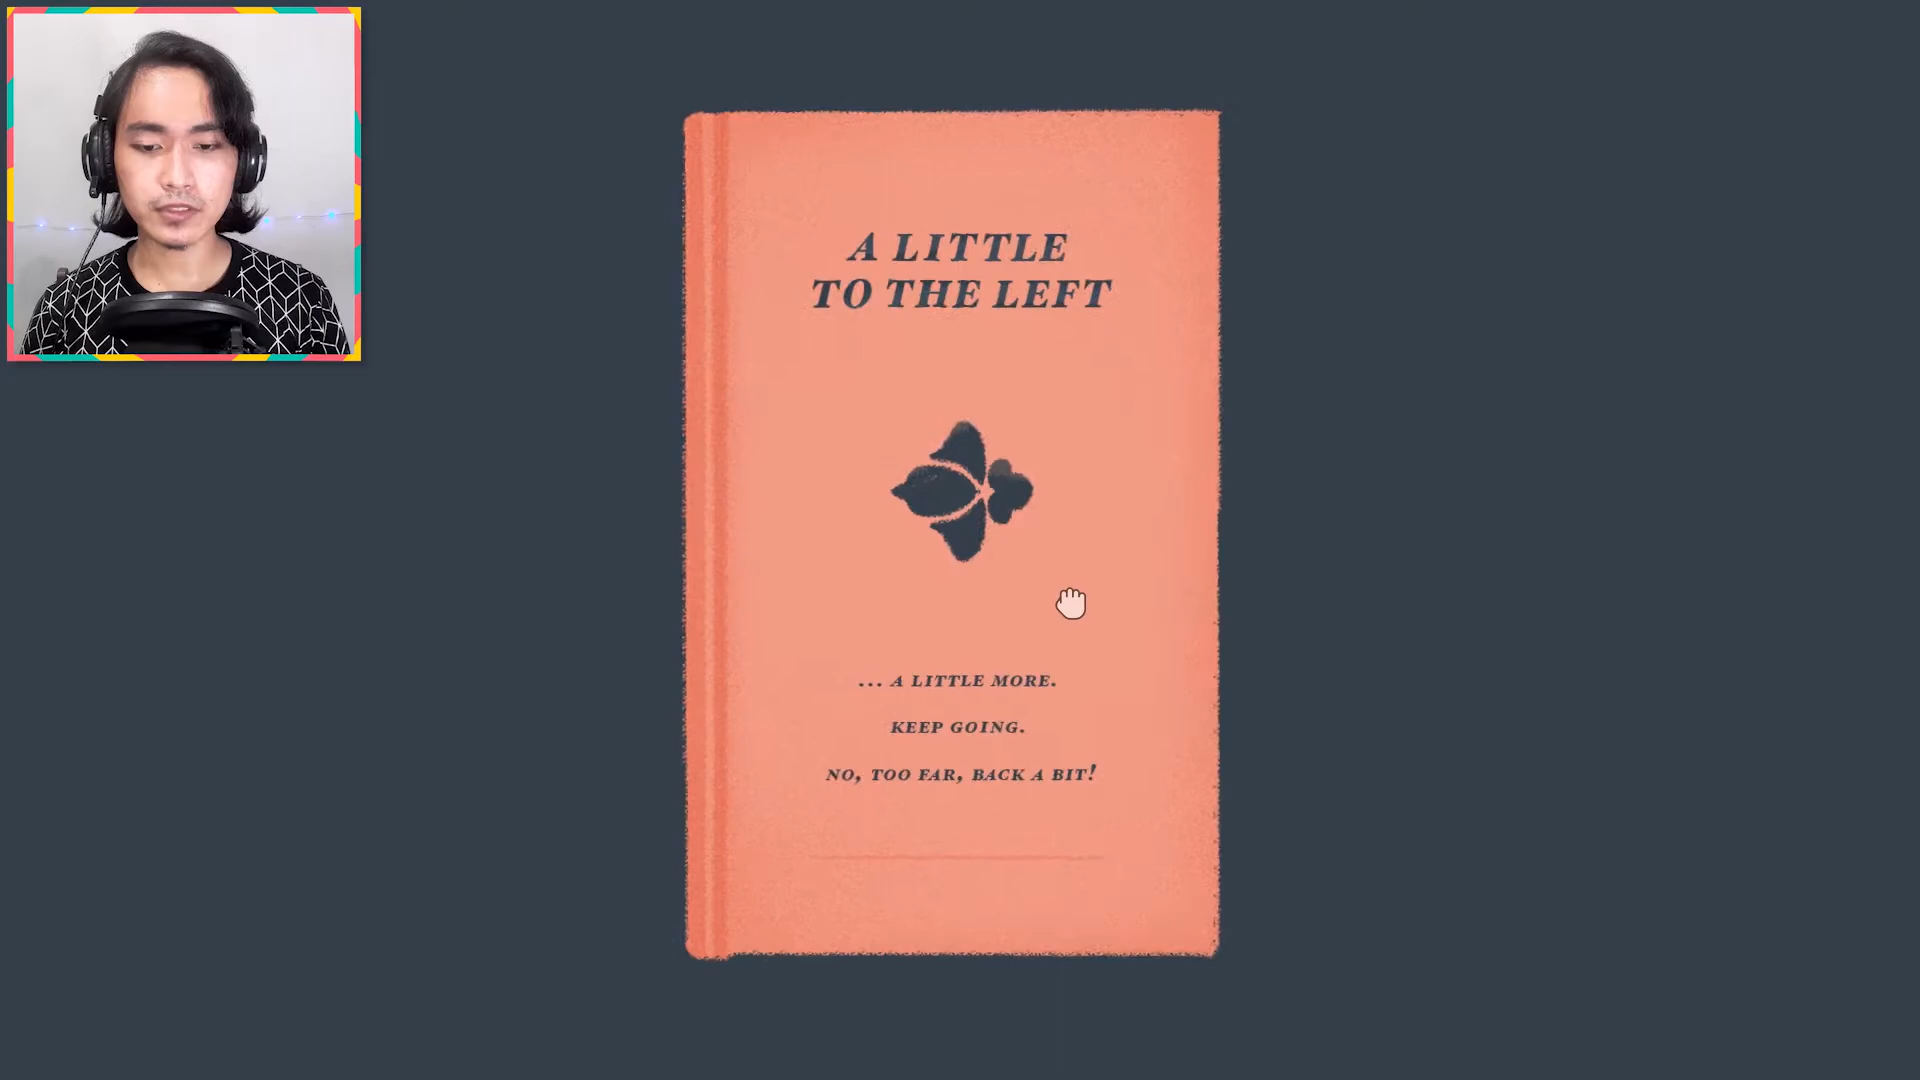 A LITTLE
TO THE LEFT
... A LITTLE MORE.
KEEP GOING.
NO, TOO FAR, BACK A BIT!